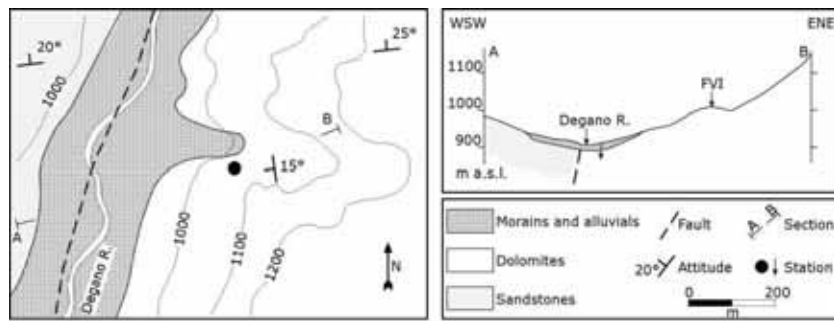 20°
1000
25°
B
15°
1000
1100
1200
A
Degano R.
N
WSW
ENE
A
B
1100
1000
900
m a.s.l.
Degano R.
FVI
Morains and alluvials
Dolomites
Sandstones
Fault
20° Attitude
A B Section
Station
0 200
m